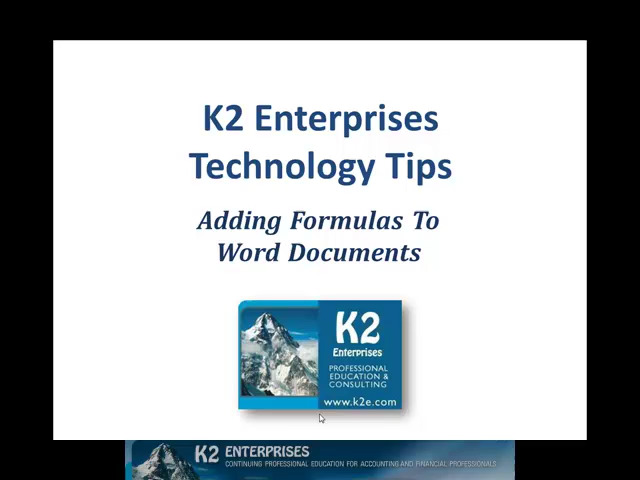 K2 Enterprises
Technology Tips
Adding Formulas To
Word Documents
K2
Enterprises
PROFESSIONAL
EDUCATION &
CONSULTING
www.k2e.com
K2 ENTERPRISES
CONTINUING PROFESSIONAL EDUCATION FOR ACCOUNTING AND FINANCIAL PROFESSIONALS